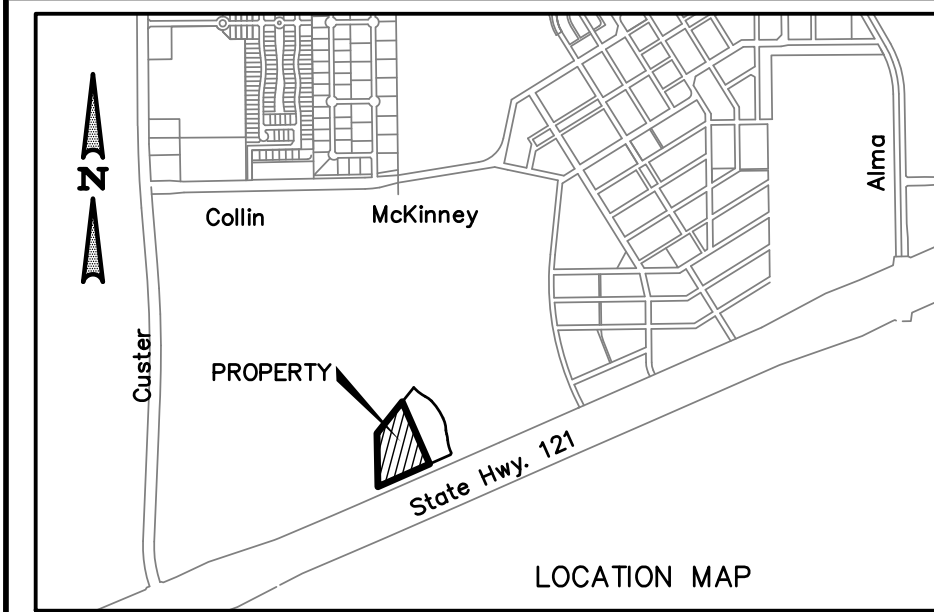 N
Alma
Collin
McKinney
Custer
PROPERTY
State Hwy. 121
LOCATION MAP